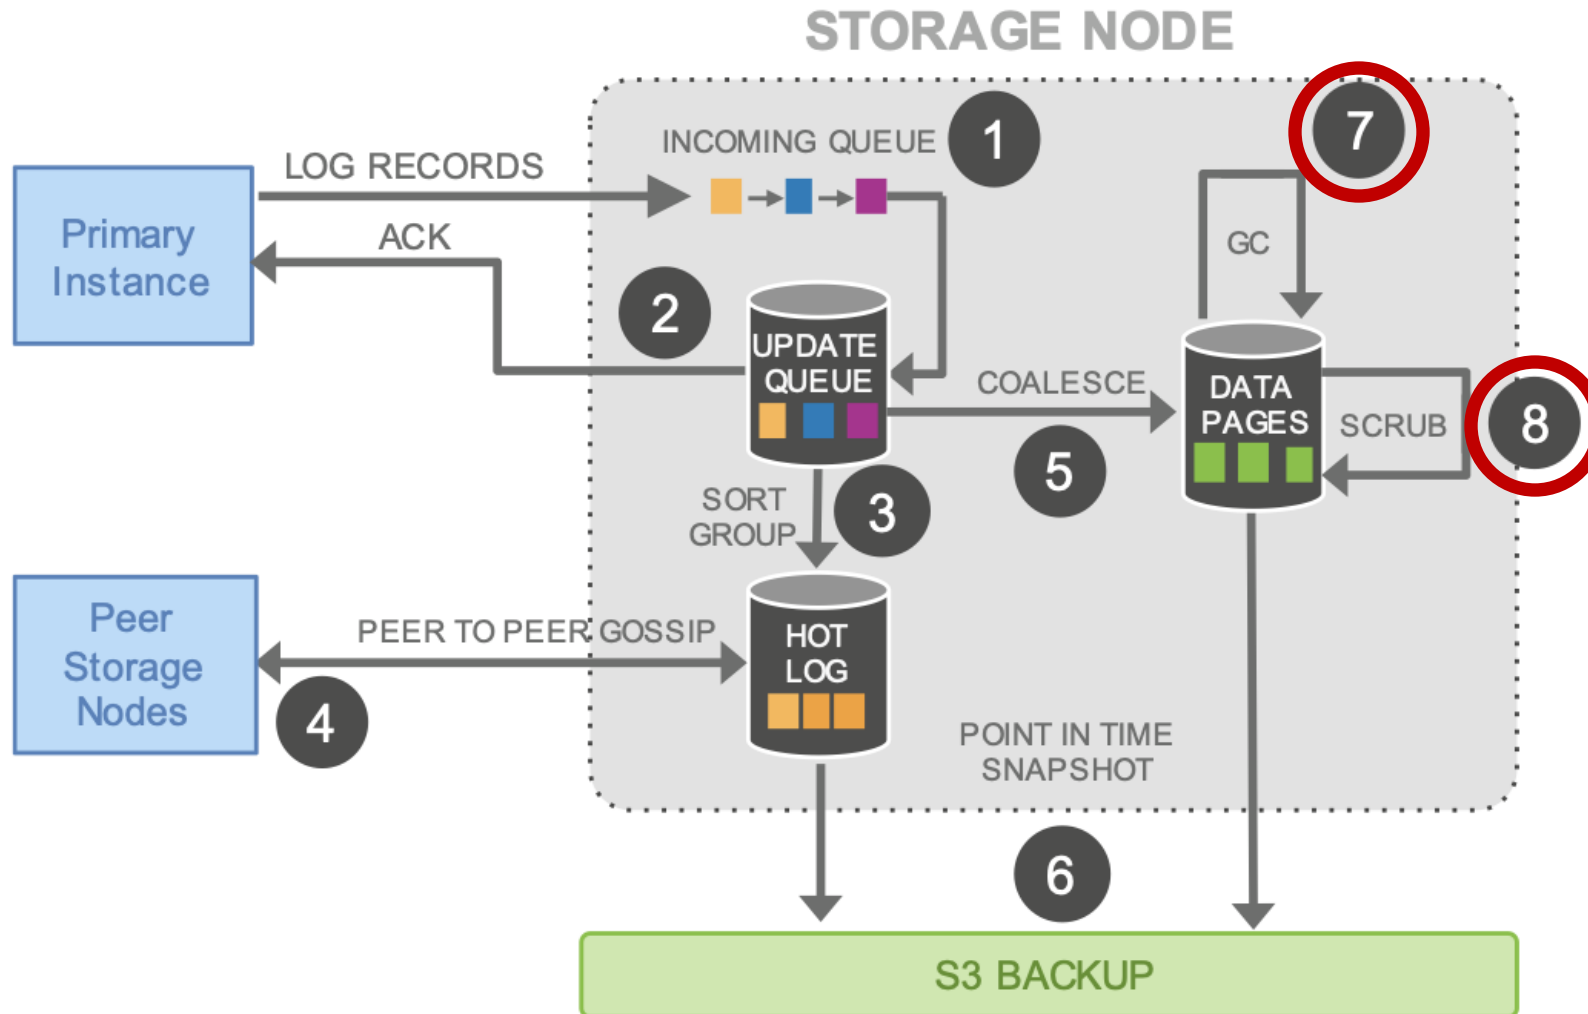 STORAGE NODE
7
INCOMING QUEUE
1
LOG RECORDS
Primary
Instance
ACK
GC
2
UPDATE
QUEUE
COALESCE
DATA
PAGES
SCRUB
8
5
SORT
GROUP
3
Peer
Storage
Nodes
PEER TO PEER GOSSIP
HOT
LOG
4
POINT IN TIME
SNAPSHOT
6
S3 BACKUP